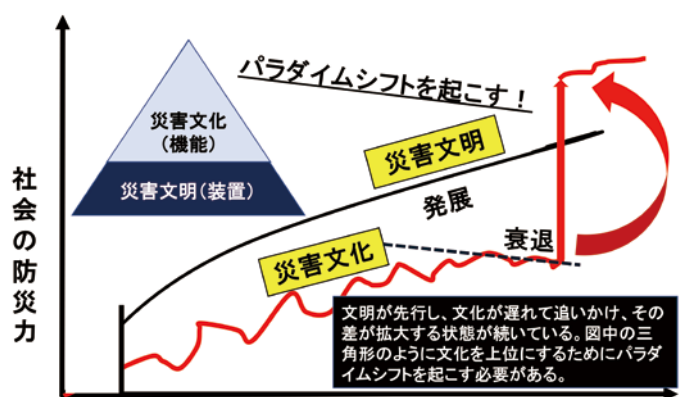 パラダイムシフトを起こす!
災害文化
(機能)
災害文明(装置)
災害文明
発展
社会の防災力
災害文化
衰退
文明が先行し、文化が遅れて追いかけ、その
差が拡大する状態が続いている。図中の三
角形のように文化を上位にするためにパラ
ダイムシフトを起こす必要がある。